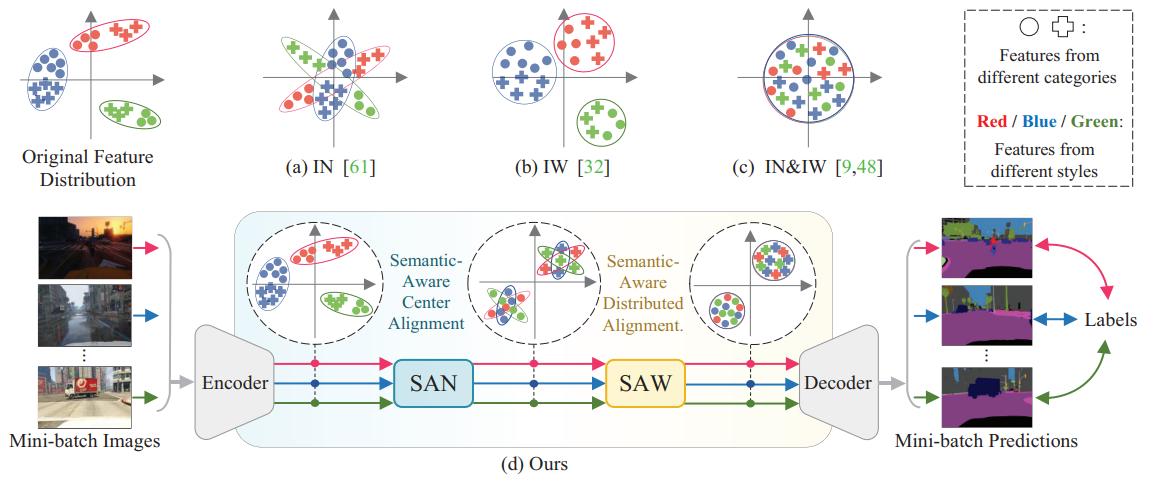 Original Feature
Distribution
(a) IN [61]
(b) IW [32]
(c) IN&IW [9,48]
:
Features from
different categories
Red / Blue / Green:
Features from
different styles
Mini-batch Images
Encoder
Semantic-
Aware
Center
Alignment
SAN
Semantic-
Aware
Distributed
Alignment.
SAW
Decoder
Labels
Mini-batch Predictions
(d) Ours